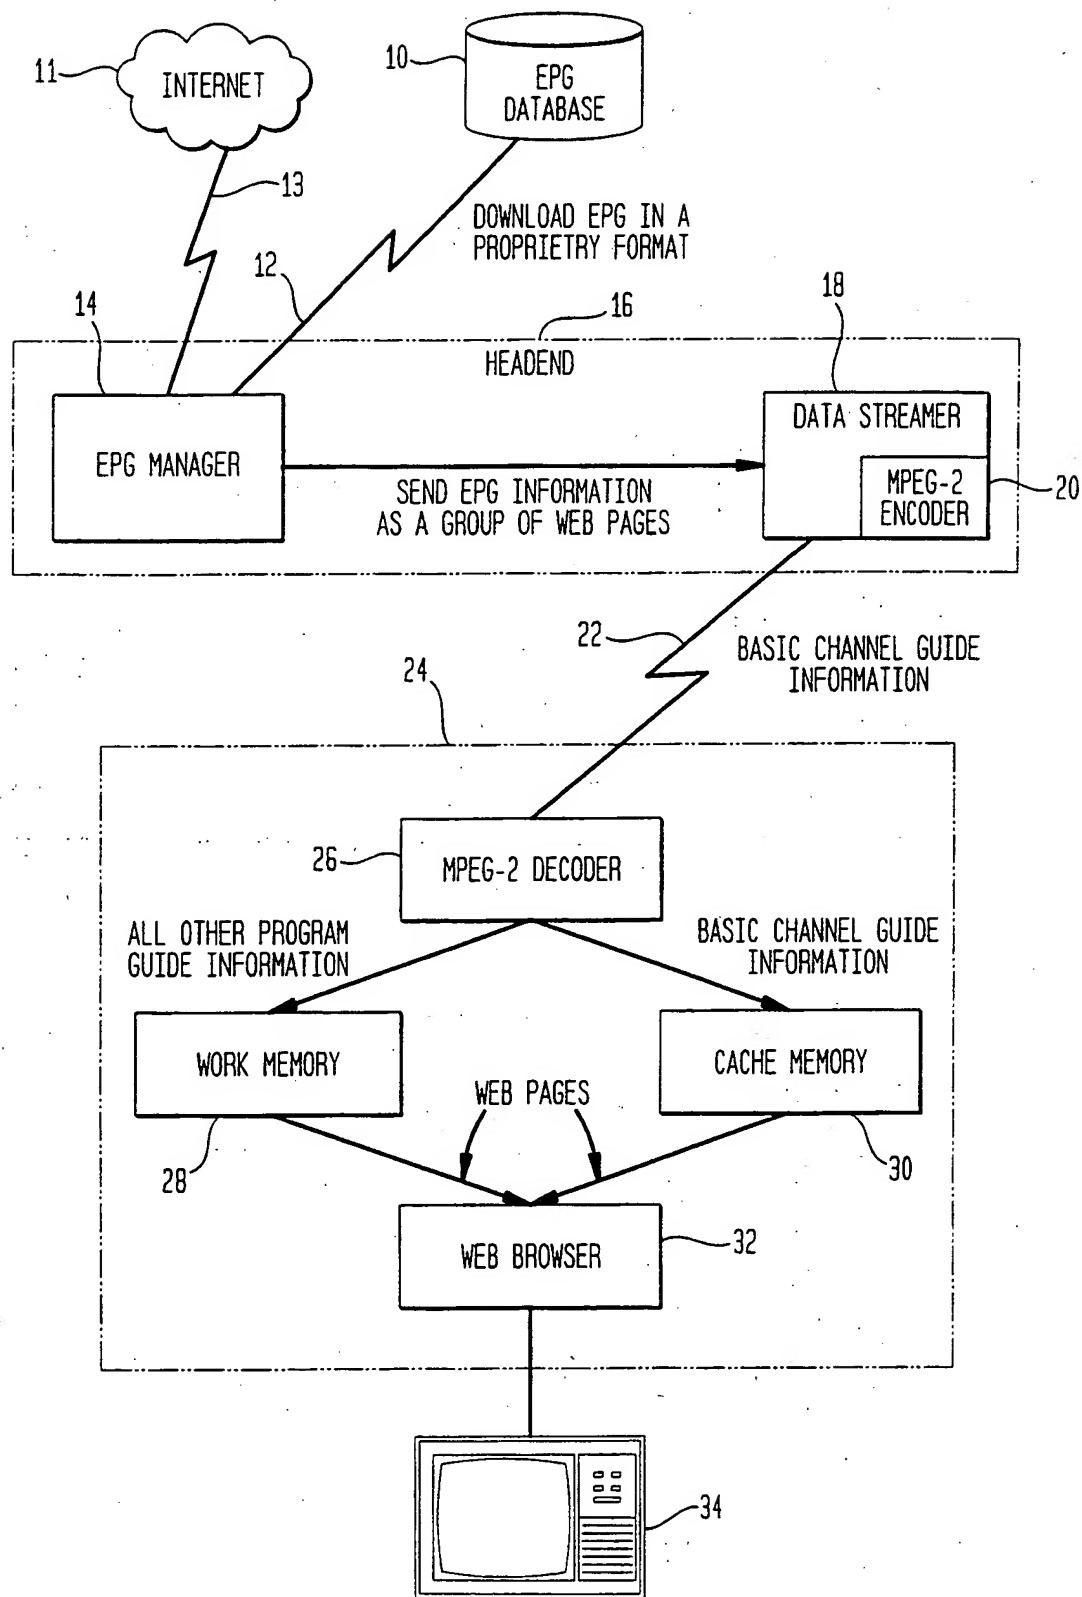 11
INTERNET
10
EPG
DATABASE
13
DOWNLOAD EPG IN A
PROPRIETRY FORMAT
12
14
16
18
HEADEND
EPG MANAGER
DATA STREAMER
MPEG-2
ENCODER
20
SEND EPG INFORMATION
AS A GROUP OF WEB PAGES
22
BASIC CHANNEL GUIDE
INFORMATION
24
26
MPEG-2 DECODER
ALL OTHER PROGRAM
GUIDE INFORMATION
BASIC CHANNEL GUIDE
INFORMATION
WORK MEMORY
CACHE MEMORY
WEB PAGES
28
30
WEB BROWSER
32
34